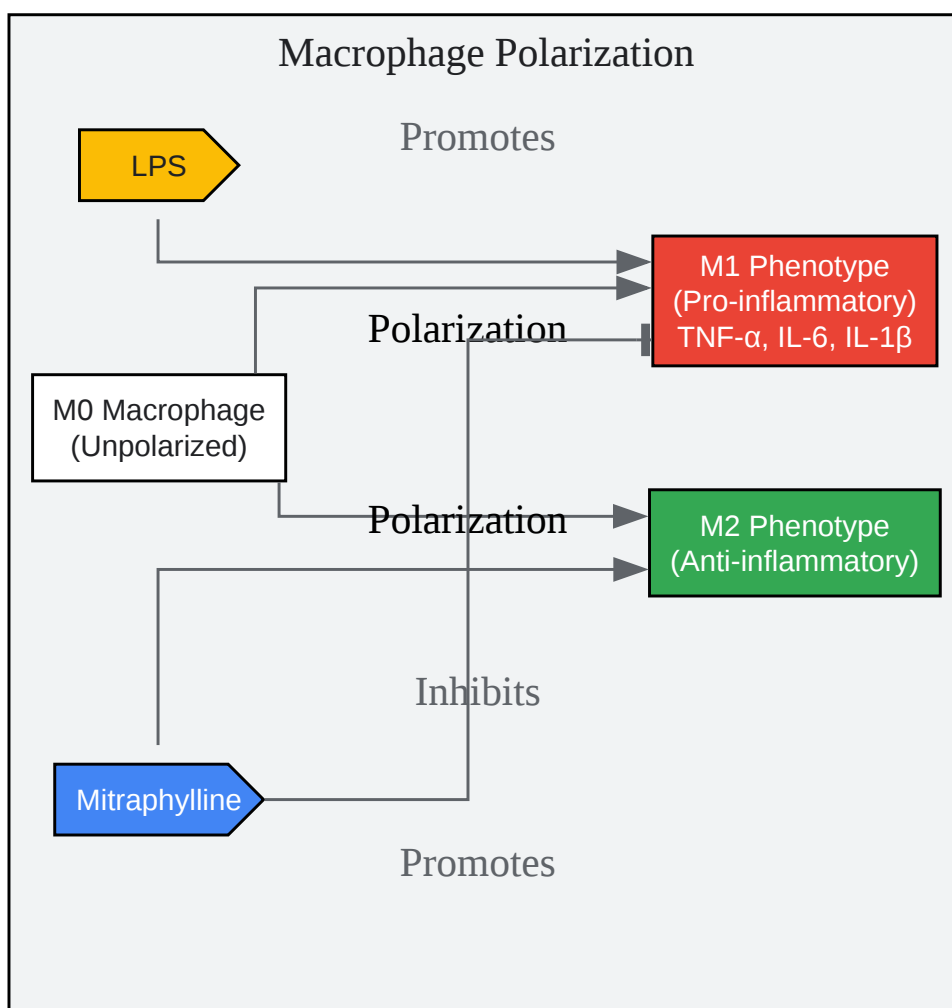 Macrophage Polarization
Promotes
LPS
M1 Phenotype
(Pro-inflammatory)
TNF-α, IL-6, IL-1β
Polarization
M0 Macrophage
(Unpolarized)
Polarization
M2 Phenotype
(Anti-inflammatory)
Inhibits
Mitraphylline
Promotes